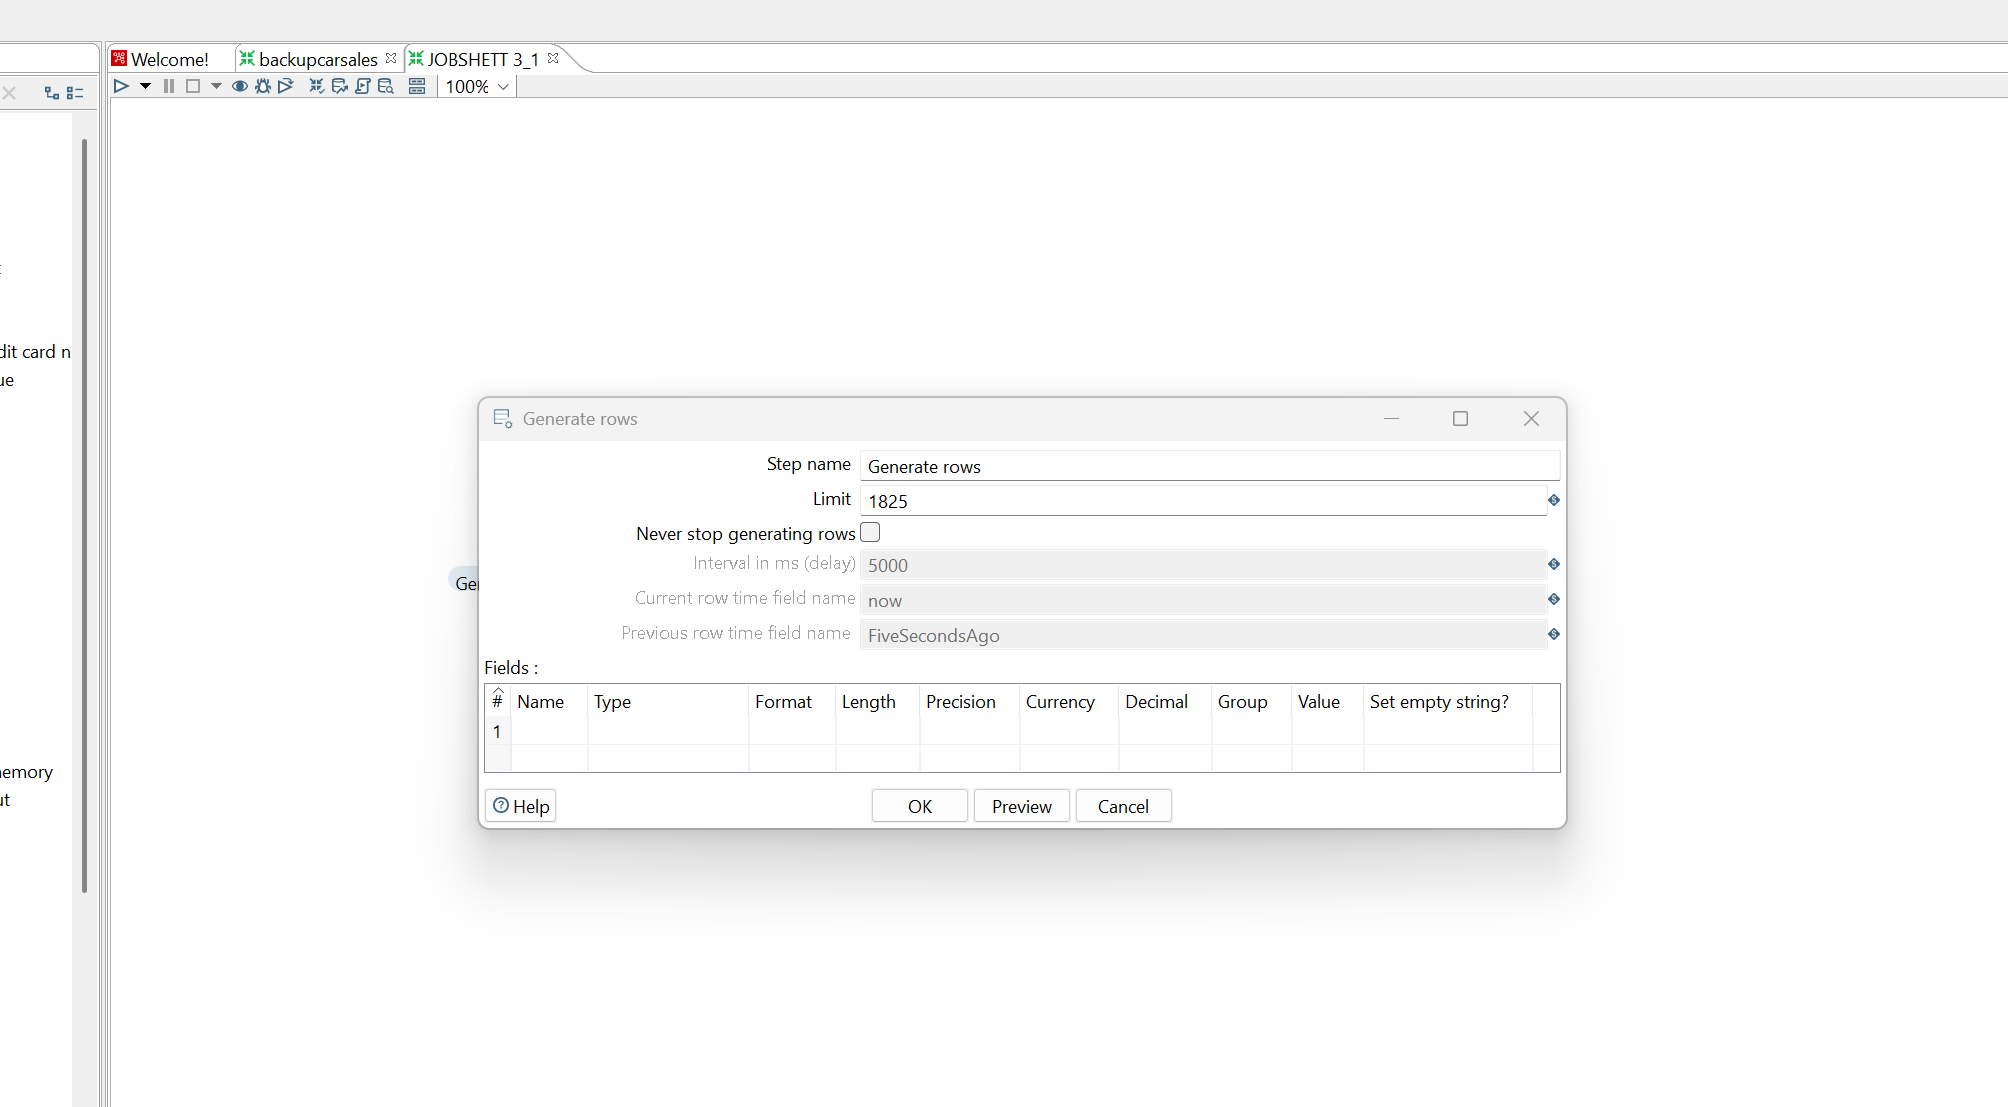 Welcome!
backupcarsales
JOBSHETT 3_1
100%
dit card n
ue
Generate rows
Step name
Generate rows
Limit
1825
Never stop generating rows
Interval in ms (delay)
5000
Ge
Current row time field name
now
Previous row time field name
FiveSecondsAgo
Fields :
# Name Type Format Length Precision Currency Decimal Group Value Set empty string?
1
emory
ut
Help
OK
Preview
Cancel